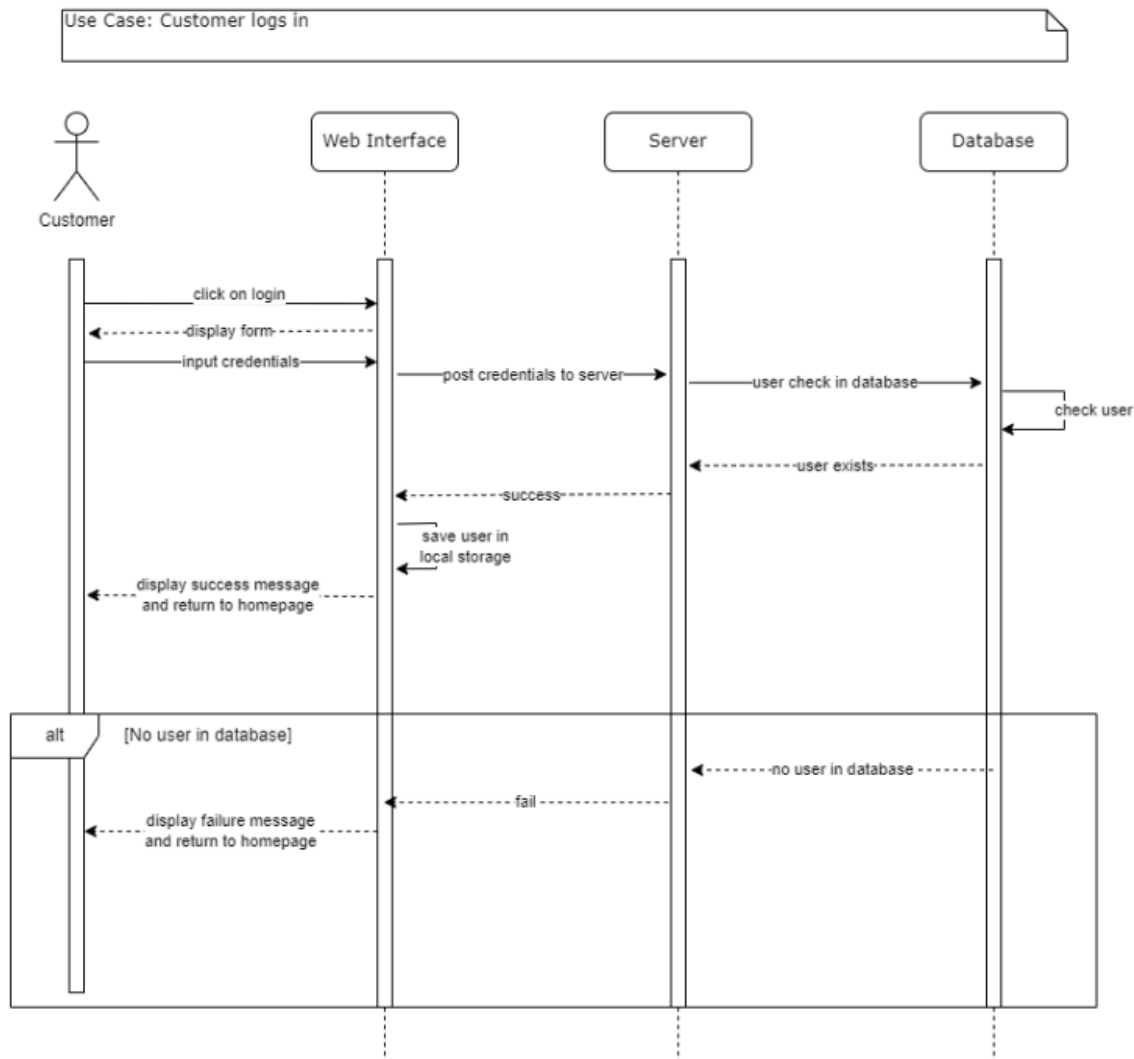 Use Case: Customer logs in
Web Interface
Server
Database
Customer
click on login
display form
input credentials
post credentials to server
user check in database
check user
user exists
success
save user in
local storage
display success message
and return to homepage
alt
[No user in database]
no user in database
fail
display failure message
and return to homepage